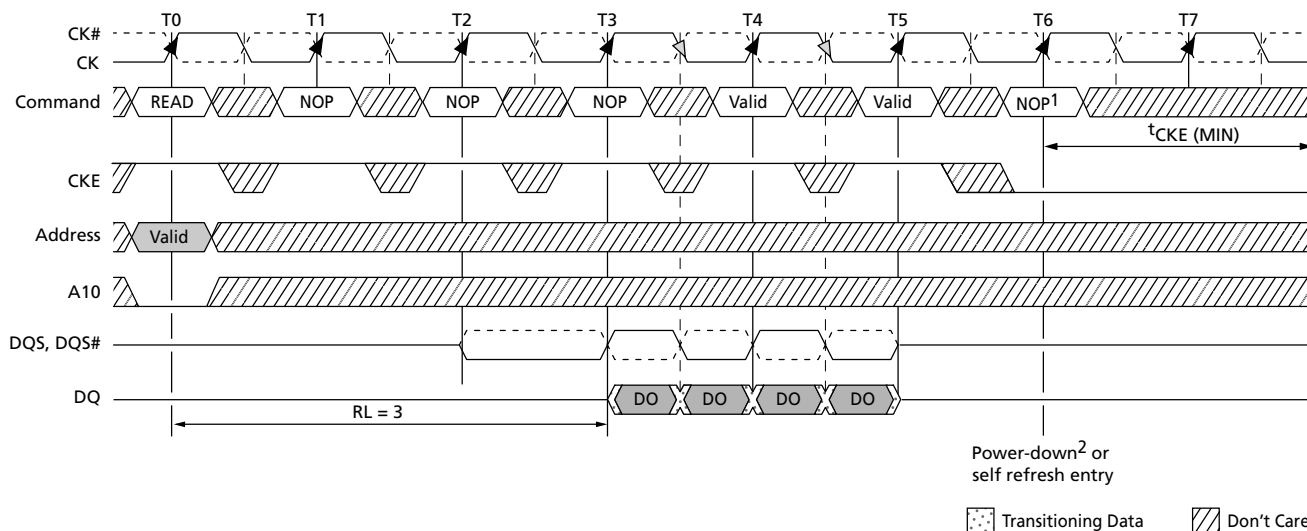 T0 T1 T2 T3 T4 T5 T6 T7
CK#
CK
Command READ NOP NOP NOP Valid Valid NOP1
tCKE (MIN)
CKE
Address Valid
A10
DQS, DQS#
DQ DO DO DO DO
RL = 3
Power-down2 or
self refresh entry
Transitioning Data Don't Care